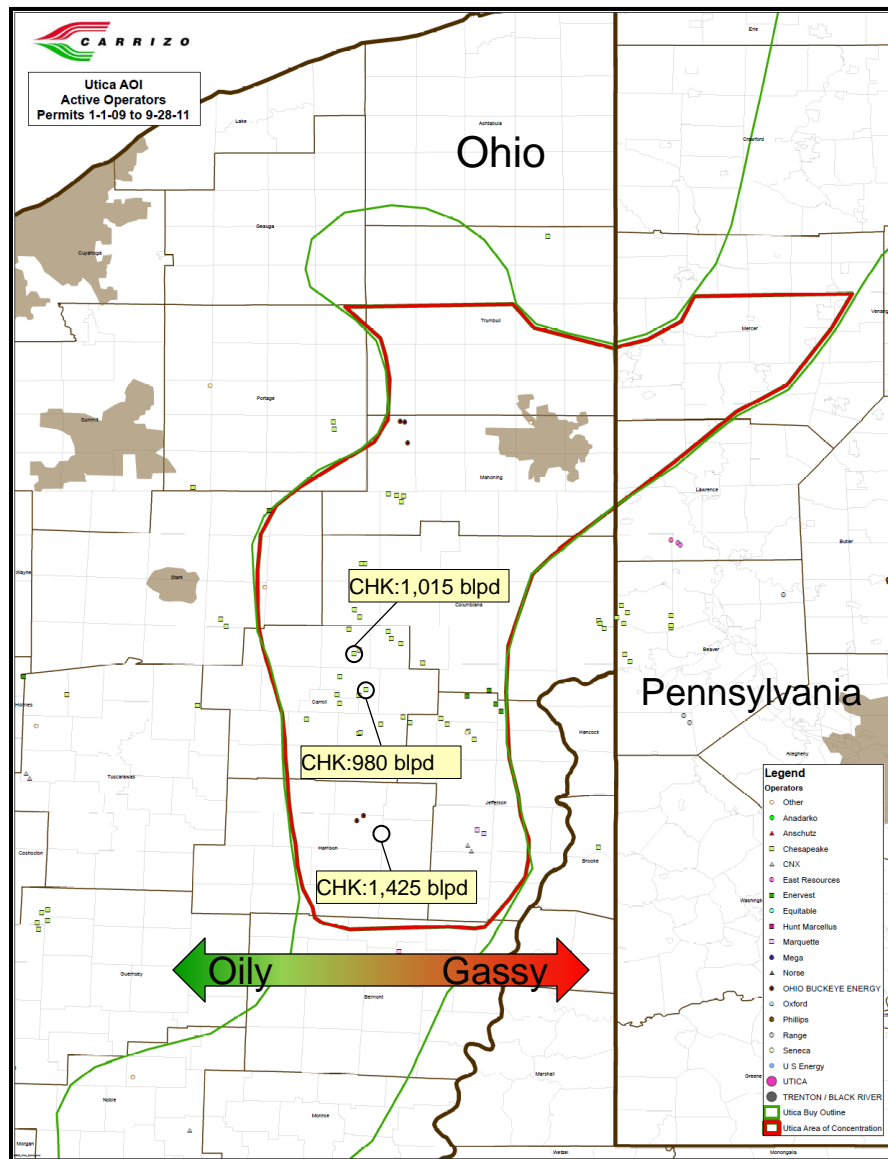 CARRIZO
Utica AOI
Active Operators
Permits 1-1-09 to 9-28-11
Erie
Lake
Ashtabula
Ohio
Crawford
Geauga
Cuyahoga
Trumbull
Mercer
Venang
Portage
Summit
Mahoning
Lawrence
Butler
Wayne
Stark
CHK:1,015 blpd
Columbiana
Beaver
Pennsylvania
Holmes
Carroll
Hancock
Allegheny
CHK:980 blpd
Tuscarawas
Jefferson
Coshocton
Harrison
Brooke
CHK:1,425 blpd
Washing
Oily
Gassy
Guernsey
Belmont
Marshall
Greene
Noble
Monroe
Morgan
Wetzel
Monongalia
Legend
Operators
Other
Anadarko
Anschutz
Chesapeake
CNX
East Resources
Enervest
Equitable
Hunt Marcellus
Marquette
Mega
Norse
OHIO BUCKEYE ENERGY
Oxford
Phillips
Range
Seneca
U S Energy
UTICA
TRENTON / BLACK RIVER
Utica Buy Outline
Utica Area of Concentration